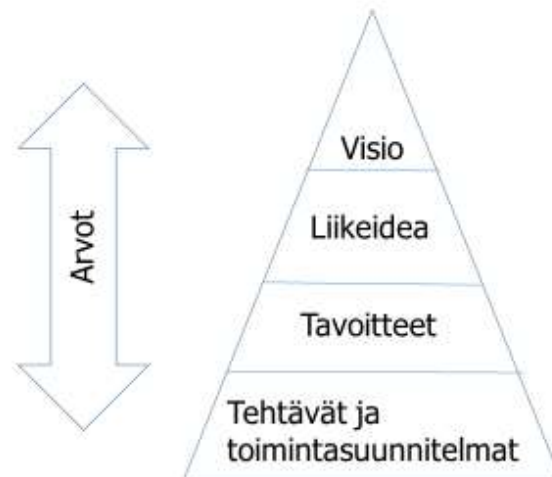 Arvot
Visio
Liikeidea
Tavoitteet
Tehtävät ja
toimintasuunnitelmat